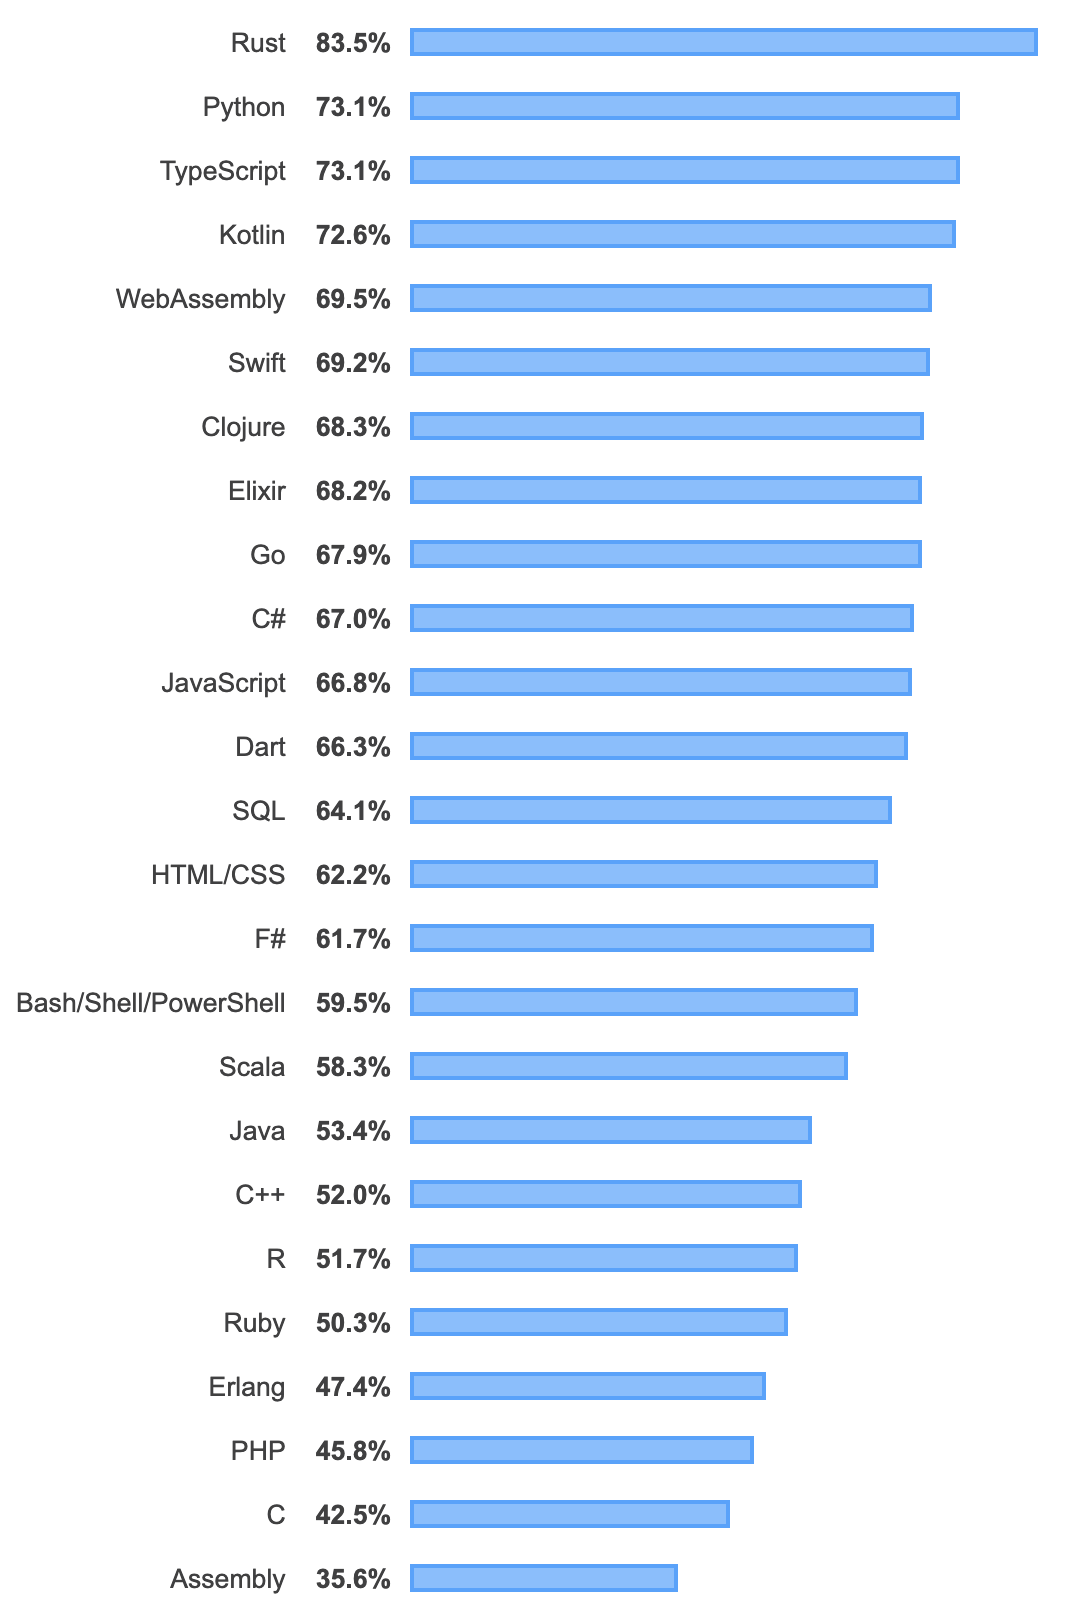 Rust 83.5%
Python 73.1%
TypeScript 73.1%
Kotlin 72.6%
WebAssembly 69.5%
Swift 69.2%
Clojure 68.3%
Elixir 68.2%
Go 67.9%
C# 67.0%
JavaScript 66.8%
Dart 66.3%
SQL 64.1%
HTML/CSS 62.2%
F# 61.7%
Bash/Shell/PowerShell 59.5%
Scala 58.3%
Java 53.4%
C++ 52.0%
R 51.7%
Ruby 50.3%
Erlang 47.4%
PHP 45.8%
C 42.5%
Assembly 35.6%